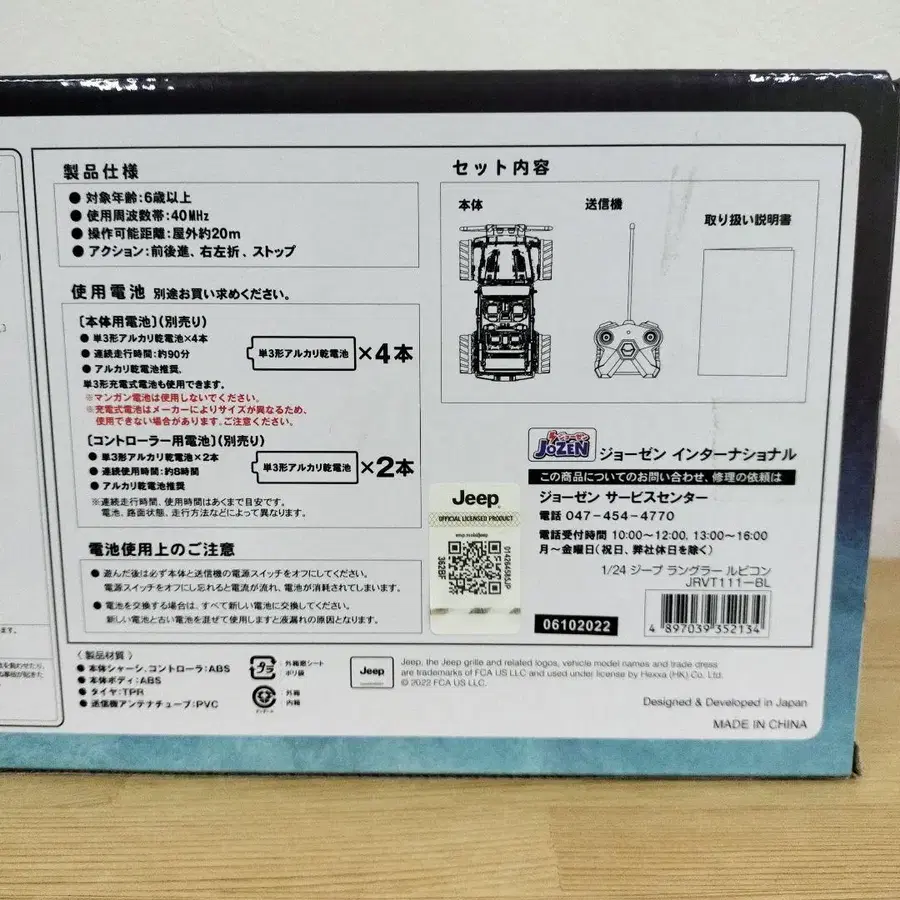 製品仕様
● 対象年齢:6歳以上
● 使用周波数帯:40MHz
● 操作可能距離:屋外約20m
● アクション:前後進、右左折、ストップ
使用電池 別途お買い求めください。
〔本体用電池〕(別売り)
● 単3形アルカリ乾電池×4本
● 連続走行時間:約90分
● アルカリ乾電池推奨、
単3形充電式電池も使用できます。
※マンガン電池は使用しないでください。
※充電式電池はメーカーによりサイズが異なるため、
使用できない場合があります。ご注意ください、
単3形アルカリ乾電池 ×4本
〔コントローラー用電池〕(別売り)
● 単3形アルカリ乾電池×2本
● 連続使用時間:約8時間
● アルカリ乾電池推奨
単3形アルカリ乾電池 ×2本
※連続走行時間、使用時間はあくまで目安です。
電池、路面状態、走行方法などによって異なります。
電池使用上のご注意
● 遊んだ後は必ず本体と送信機の電源スイッチをオフにしてください。
電源スイッチをオフに忘れると電流が流れ、電池が消耗されてしまいます。
● 電池を交換する場合は、すべて新しい電池に交換してください。
新しい電池と古い電池を混ぜて使用しますと液漏れの原因となります。
〈製品材質〉
● 本体シャーシ、コントローラ:ABS
● 本体ボディ:ABS
● タイヤ:TPR
● 送信機アンテナチューブ:PVC
プラ
外箱窓シート
ポリ袋
外箱
内箱
セット内容
本体
送信機
取り扱い説明書
ジョーゼン
JOZEN
ジョーゼン インターナショナル
この商品についてのお問い合わせ、修理の依頼は
ジョーゼン サービスセンター
電話 047-454-4770
電話受付時間 10:00〜12:00、13:00〜16:00
月〜金曜日(祝日、弊社休日を除く)
1/24 ジープ ラングラー ルビコン
JRVT111-BL
4 897039 352134
06102022
Jeep
OFFICIAL LICENSED PRODUCT
362BF
014264585JP
Jeep
Jeep, the Jeep grille and related logos, vehicle model names and trade dress
are trademarks of FCA US LLC and used under license by Hexxa (HK) Co. Ltd.
© 2022 FCA US LLC.
Designed & Developed in Japan
MADE IN CHINA